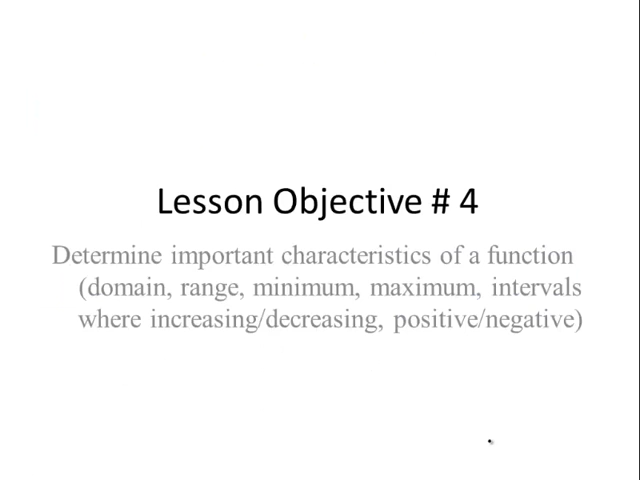 Lesson Objective # 4
Determine important characteristics of a function
(domain, range, minimum, maximum, intervals
where increasing/decreasing, positive/negative)